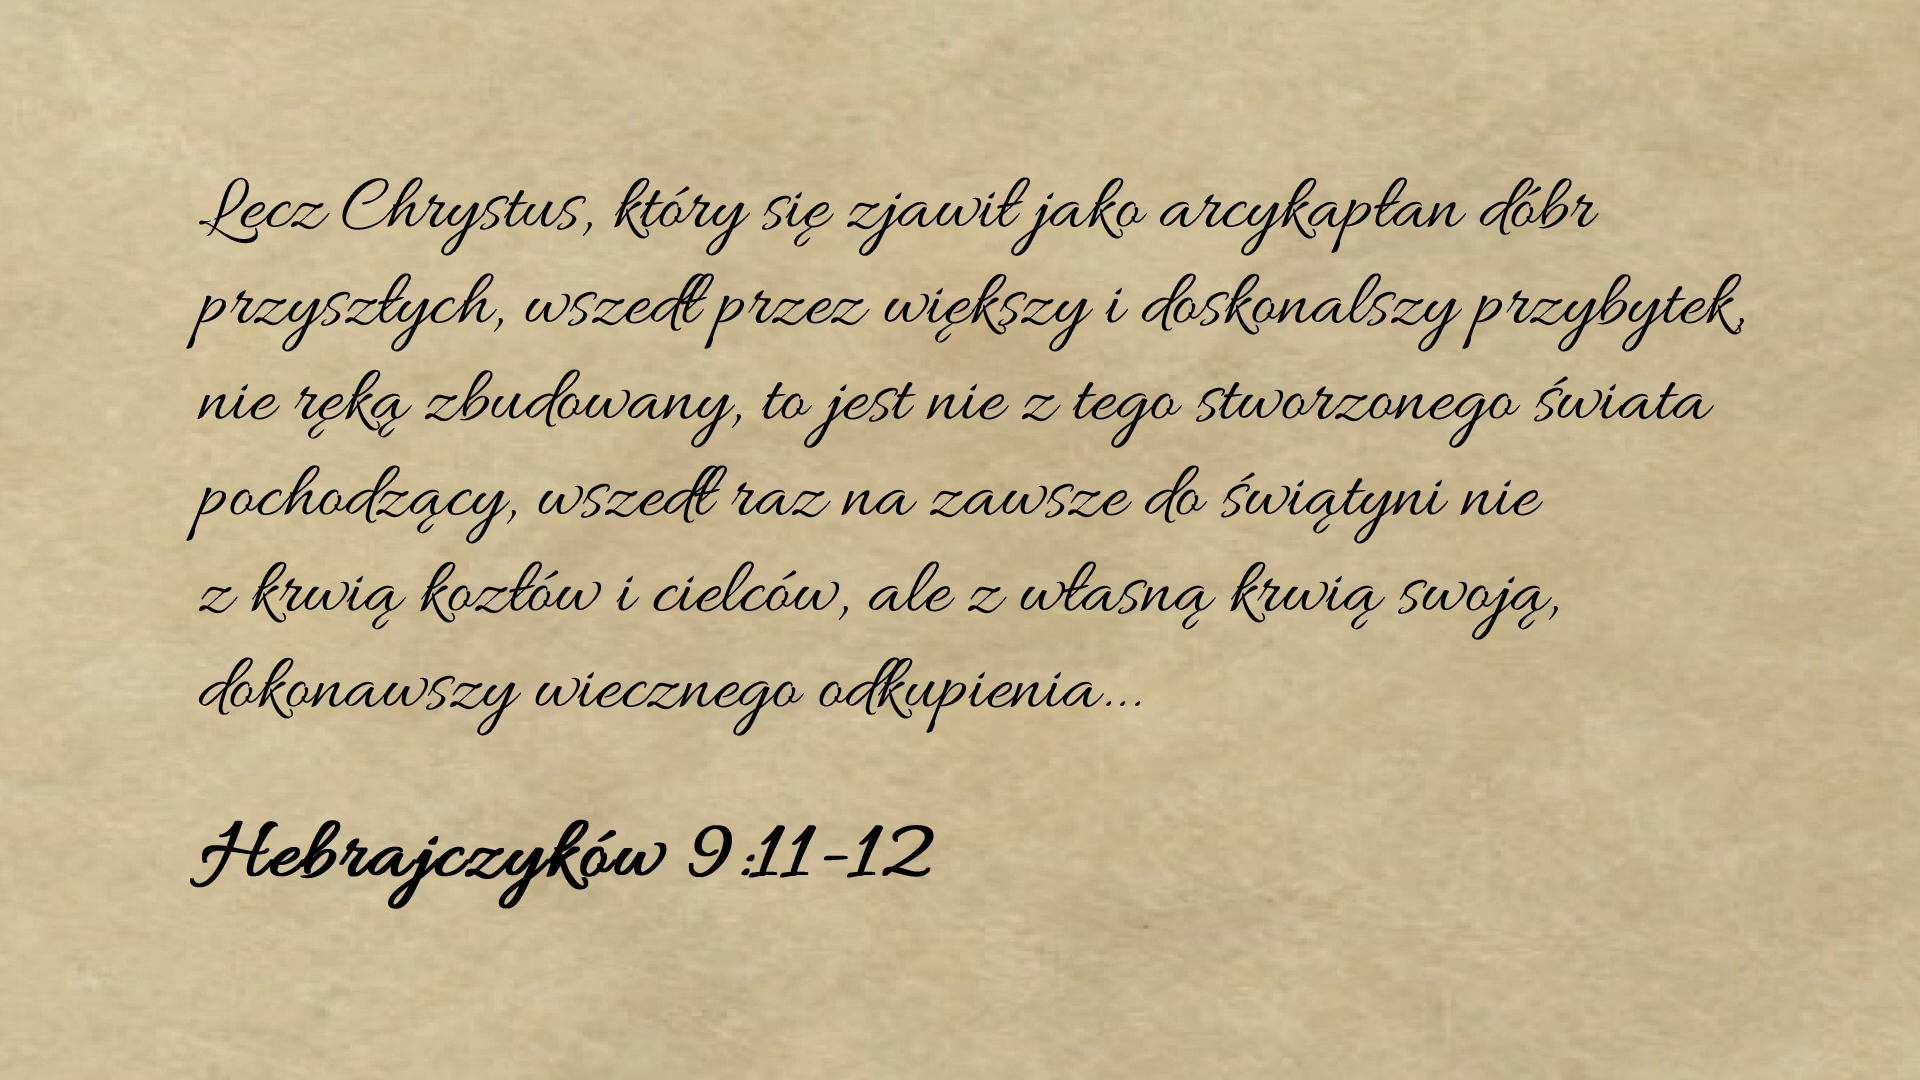 Lecz Chrystus, który się zjawił jako arcykapłan dóbr
przyszłych, wszedł przez większy i doskonalszy przybytek,
nie ręką zbudowany, to jest nie z tego stworzonego świata
pochodzący, wszedł raz na zawsze do świątyni nie
z krwią kozłów i cielców, ale z własną krwią swoją,
dokonawszy wiecznego odkupienia...
Hebrajczyków 9:11-12